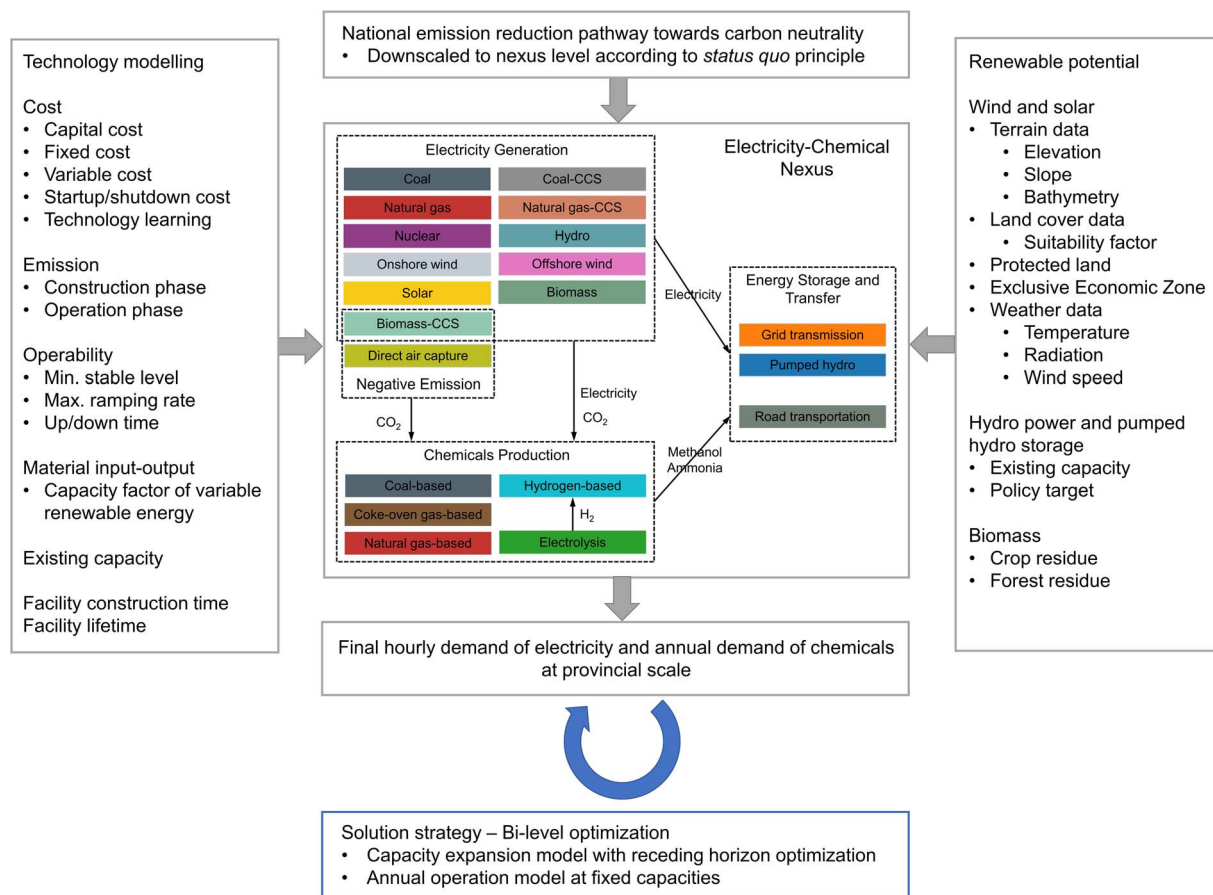 National emission reduction pathway towards carbon neutrality
• Downscaled to nexus level according to status quo principle
Technology modelling
Cost
• Capital cost
• Fixed cost
• Variable cost
• Startup/shutdown cost
• Technology learning
Emission
• Construction phase
• Operation phase
Operability
• Min. stable level
• Max. ramping rate
• Up/down time
Material input-output
• Capacity factor of variable
renewable energy
Existing capacity
Facility construction time
Facility lifetime
Electricity-Chemical
Nexus
Electricity Generation
Coal
Coal-CCS
Natural gas
Natural gas-CCS
Nuclear
Hydro
Onshore wind
Offshore wind
Solar
Biomass
Biomass-CCS
Direct air capture
Negative Emission
Electricity
Energy Storage and
Transfer
Grid transmission
Pumped hydro
Road transportation
CO₂
Electricity
CO₂
Methanol
Ammonia
Chemicals Production
Coal-based
Hydrogen-based
Coke-oven gas-based
H₂
Natural gas-based
Electrolysis
Renewable potential
Wind and solar
• Terrain data
• Elevation
• Slope
• Bathymetry
• Land cover data
• Suitability factor
• Protected land
• Exclusive Economic Zone
• Weather data
• Temperature
• Radiation
• Wind speed
Hydro power and pumped
hydro storage
• Existing capacity
• Policy target
Biomass
• Crop residue
• Forest residue
Final hourly demand of electricity and annual demand of chemicals
at provincial scale
Solution strategy – Bi-level optimization
• Capacity expansion model with receding horizon optimization
• Annual operation model at fixed capacities